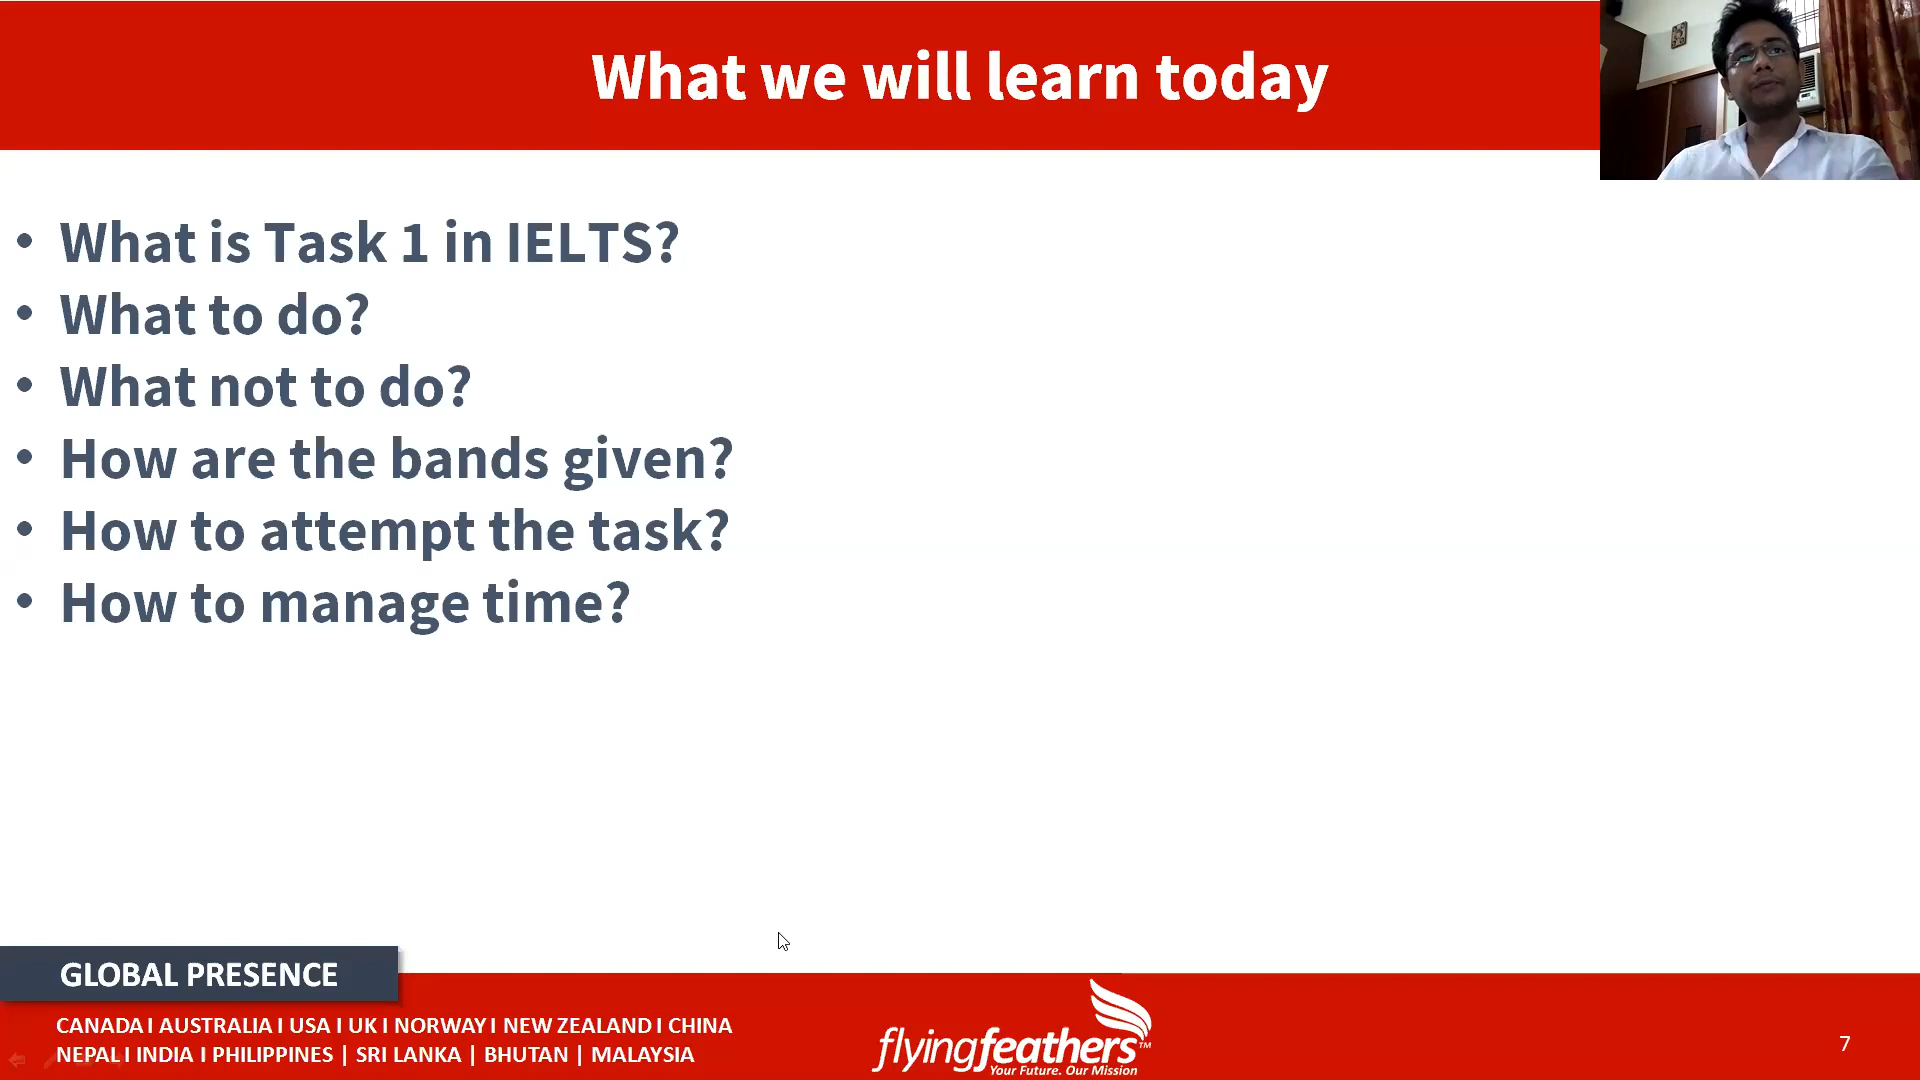 What we will learn today
• What is Task 1 in IELTS?
• What to do?
• What not to do?
• How are the bands given?
• How to attempt the task?
• How to manage time?
GLOBAL PRESENCE
CANADA I AUSTRALIA I USA I UK I NORWAY I NEW ZEALAND I CHINA
NEPAL I INDIA I PHILIPPINES | SRI LANKA | BHUTAN | MALAYSIA
flyingfeathers™
Your Future. Our Mission
7